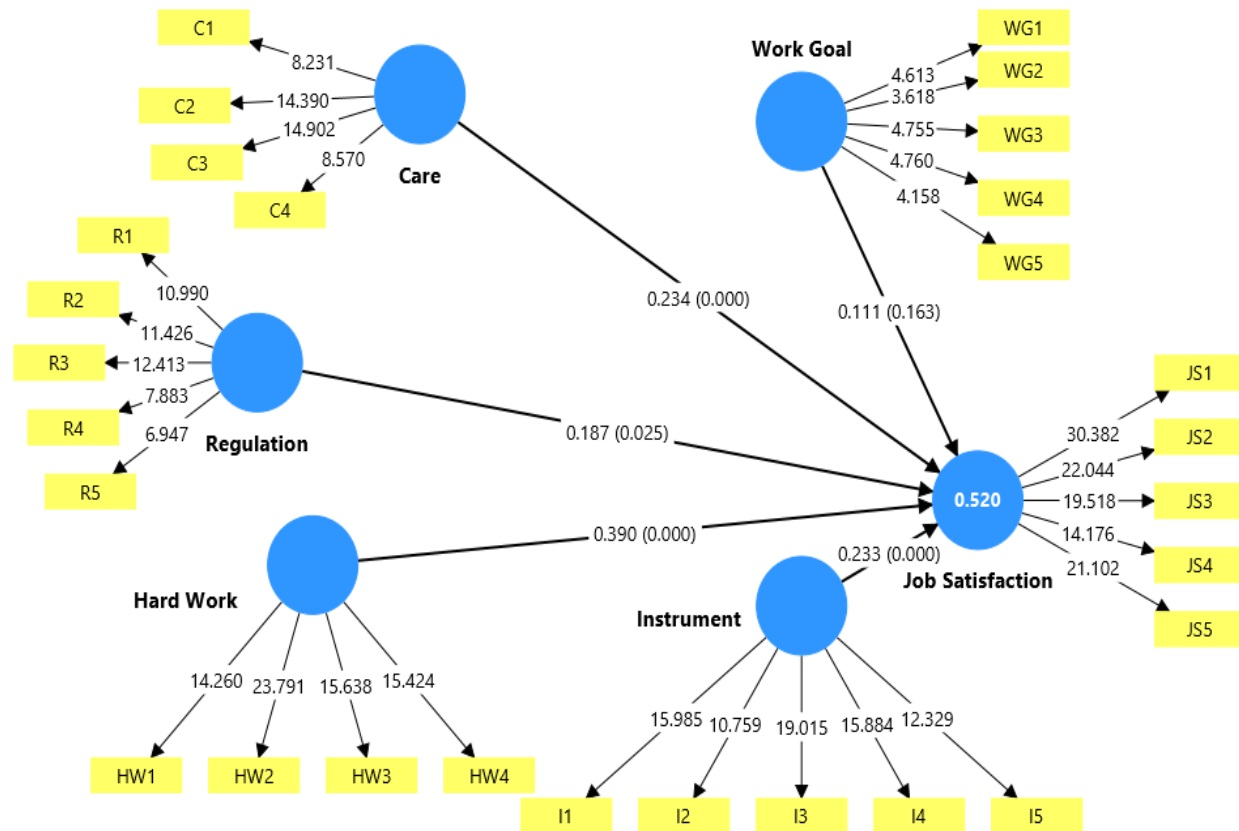 C1
8.231
C2
14.390
C3
14.902
C4
8.570
Care
Work Goal
WG1
4.613
WG2
3.618
WG3
4.755
WG4
4.760
WG5
4.158
R1
10.990
R2
11.426
R3
12.413
R4
7.883
R5
6.947
Regulation
0.234 (0.000)
0.111 (0.163)
0.187 (0.025)
0.390 (0.000)
0.233 (0.000)
0.520
Job Satisfaction
JS1
30.382
JS2
22.044
JS3
19.518
JS4
14.176
JS5
21.102
Hard Work
14.260
23.791
15.638
15.424
HW1
HW2
HW3
HW4
Instrument
15.985
10.759
19.015
15.884
12.329
I1
I2
I3
I4
I5